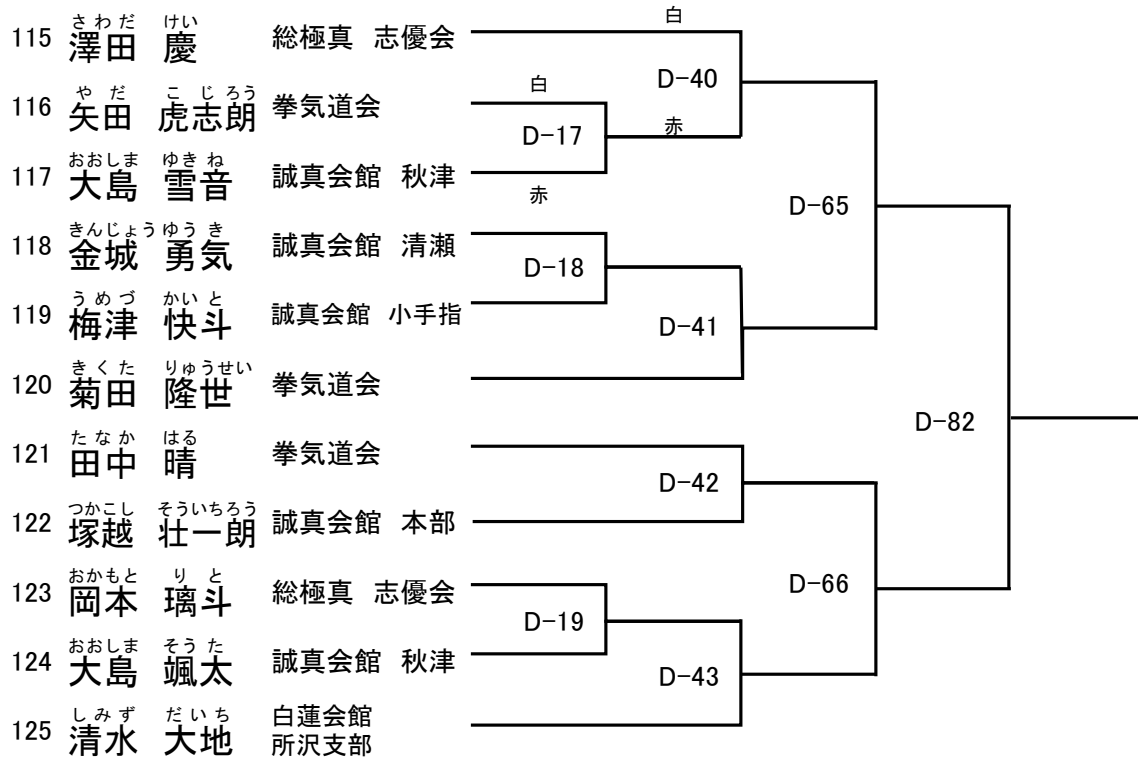 さわだ けい
115 澤田 慶 総極真 志優会
やだ こじろう
116 矢田 虎志朗 拳気道会
おおしま ゆきね
117 大島 雪音 誠真会館 秋津
きんじょう ゆうき
118 金城 勇気 誠真会館 清瀬
うめづ かいと
119 梅津 快斗 誠真会館 小手指
きくた りゅうせい
120 菊田 隆世 拳気道会
たなか はる
121 田中 晴 拳気道会
つかこし そういちろう
122 塚越 壮一朗 誠真会館 本部
おかもと りと
123 岡本 璃斗 総極真 志優会
おおしま そうた
124 大島 颯太 誠真会館 秋津
しみず だいち
125 清水 大地 白蓮会館
所沢支部
白
D-40
白
D-17
赤
赤
D-65
D-18
D-41
D-82
D-42
D-66
D-19
D-43